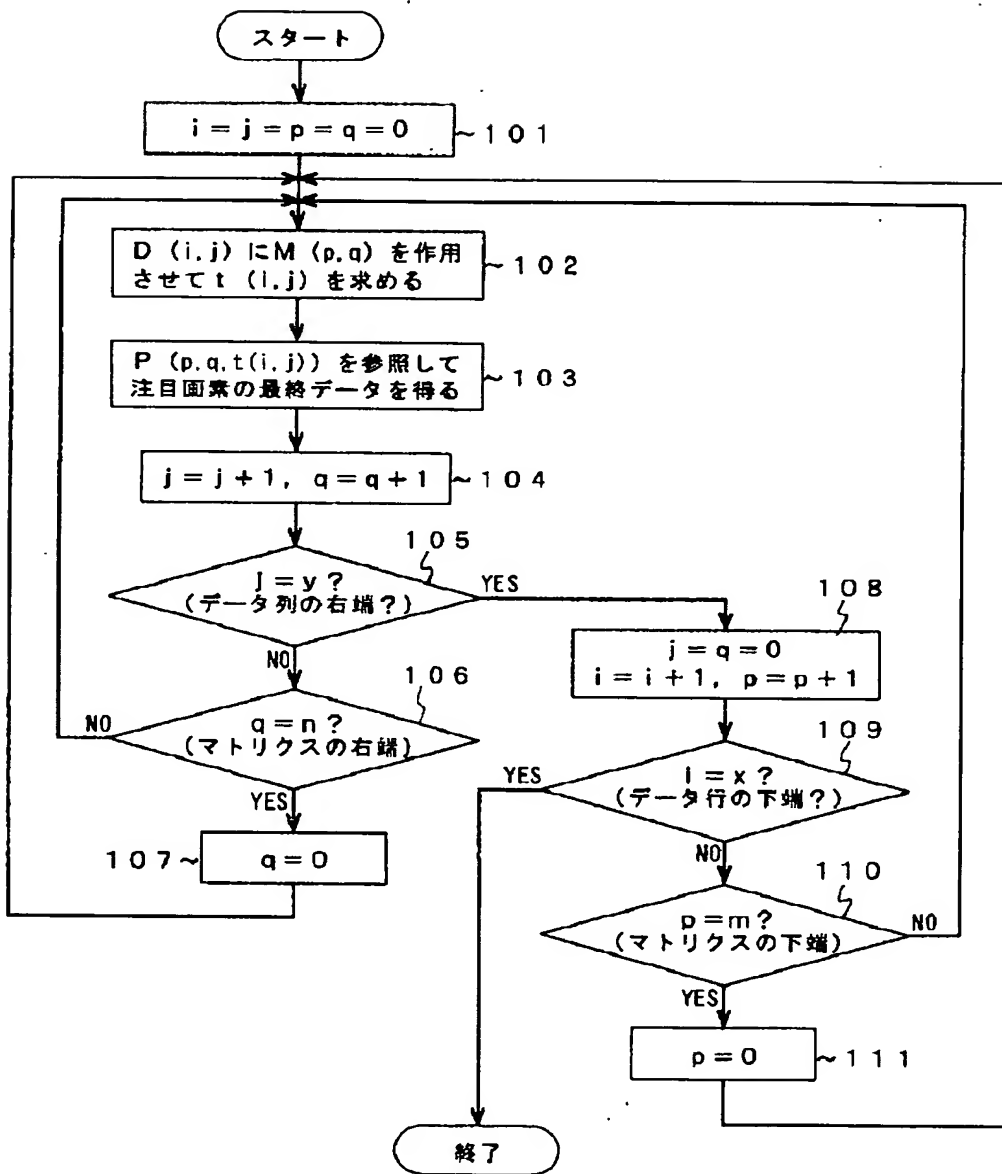 スタート
i=j=p=q=0 ~101
D (i,j) にM (p,q) を作用
させてt (i,j) を求める
~102
P (p,q,t(i,j)) を参照して
注目画素の最終データを得る
~103
j=j+1, q=q+1 ~104
105
j=y?
(データ列の右端?)
YES
NO
106
q=n?
(マトリクスの右端)
NO
YES
107~ q=0
108
j=q=0
i=i+1, p=p+1
109
i=x?
(データ行の下端?)
YES
NO
110
p=m?
(マトリクスの下端)
NO
YES
p=0 ~111
終了